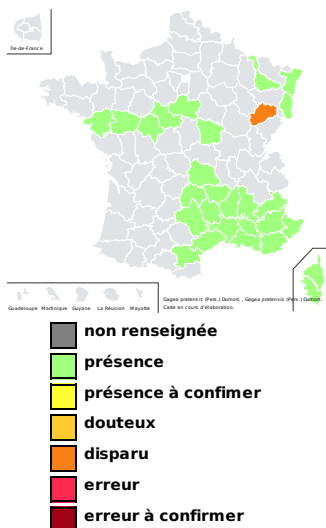 Île-de-France
Guadeloupe Martinique Guyane La Réunion Mayotte
Gagea pratensis (Pers.) Dumort. , Gagea pratensis (Pers.) Dumort.
Carte en cours d'élaboration.
non renseignée
présence
présence à confimer
douteux
disparu
erreur
erreur à confirmer